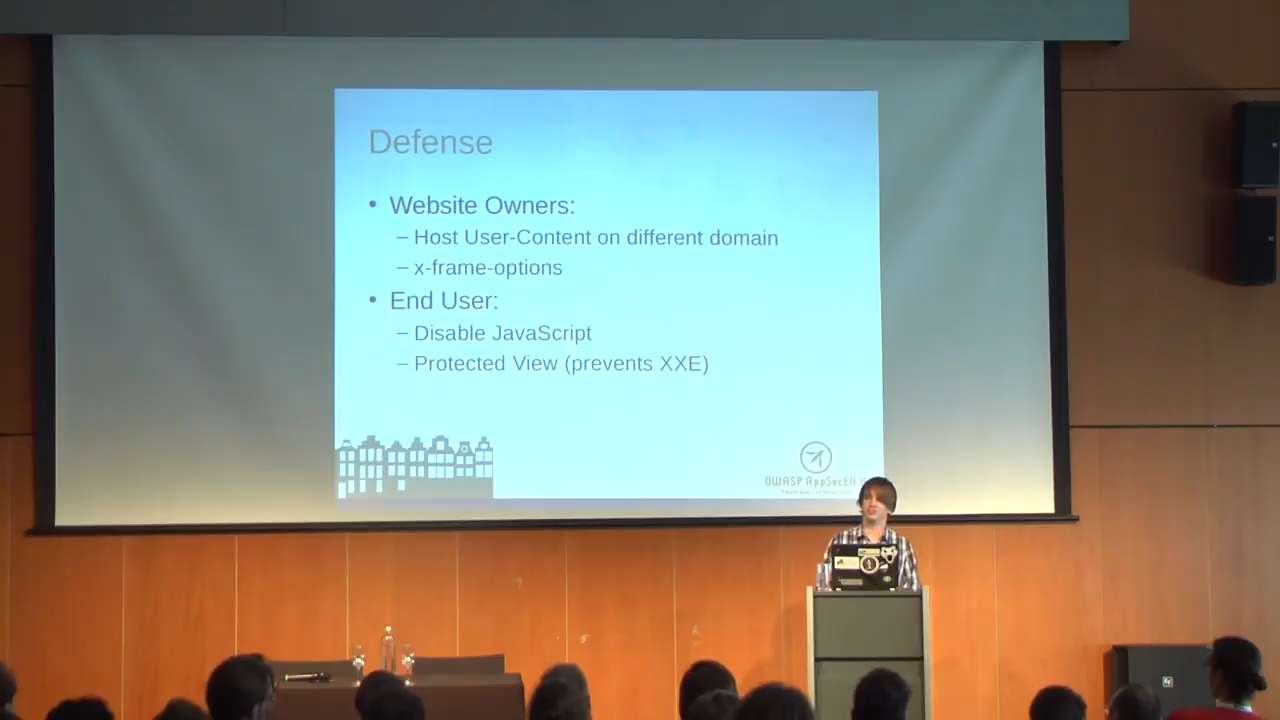 Defense
• Website Owners:
– Host User-Content on different domain
– x-frame-options
• End User:
– Disable JavaScript
– Protected View (prevents XXE)
OWASP AppSecEU